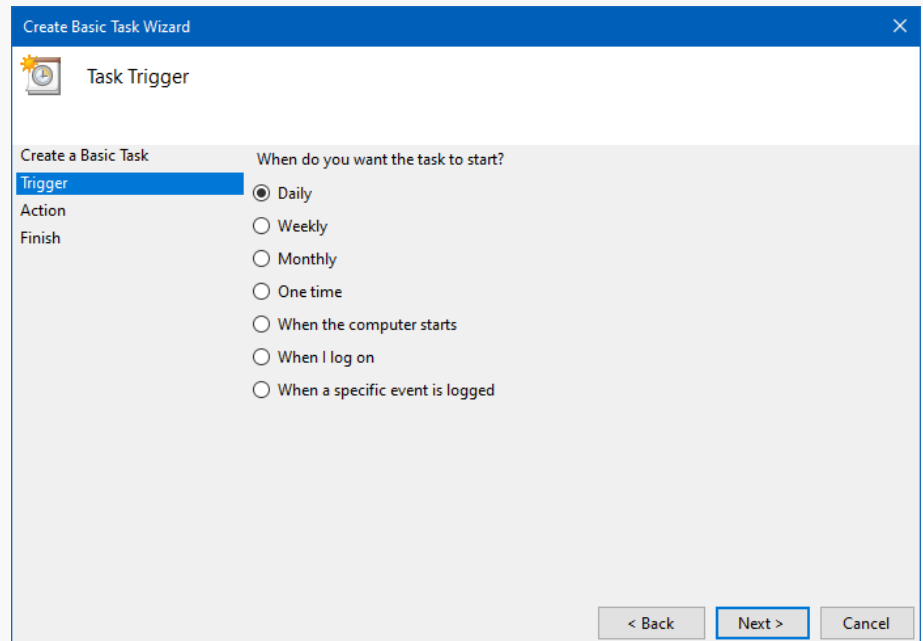 Create Basic Task Wizard
Task Trigger
Create a Basic Task
Trigger
Action
Finish
When do you want the task to start?
Daily
Weekly
Monthly
One time
When the computer starts
When I log on
When a specific event is logged
< Back
Next >
Cancel